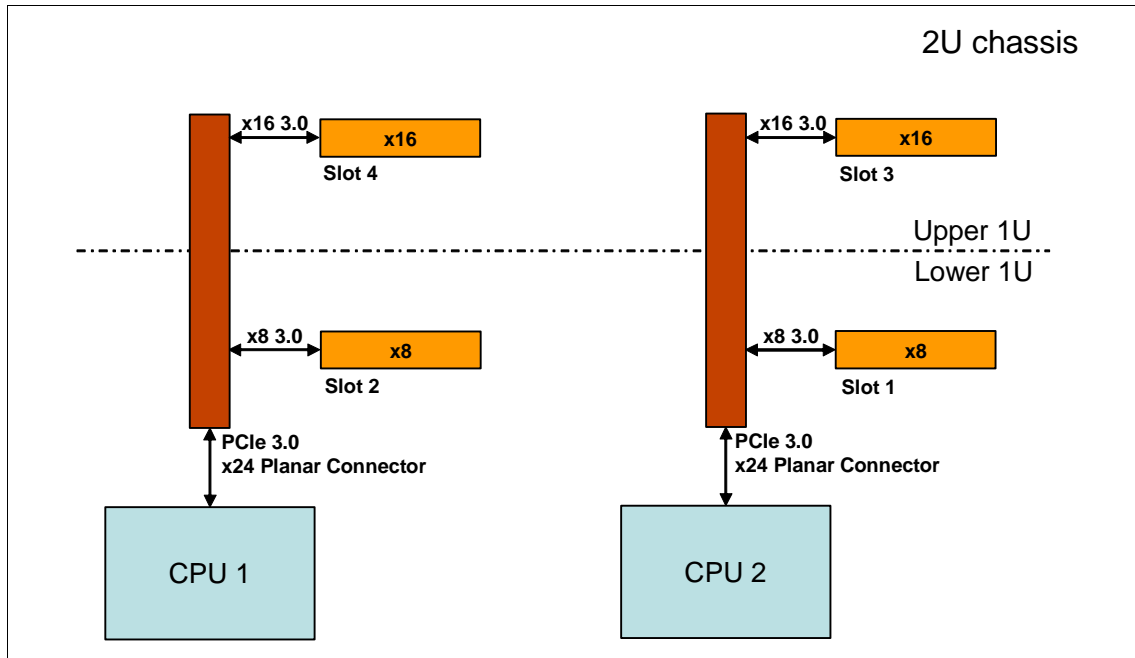 2U chassis
x16 3.0
x16
Slot 4
x16 3.0
x16
Slot 3
Upper 1U
Lower 1U
x8 3.0
x8
Slot 2
x8 3.0
x8
Slot 1
PCIe 3.0
x24 Planar Connector
PCIe 3.0
x24 Planar Connector
CPU 1
CPU 2